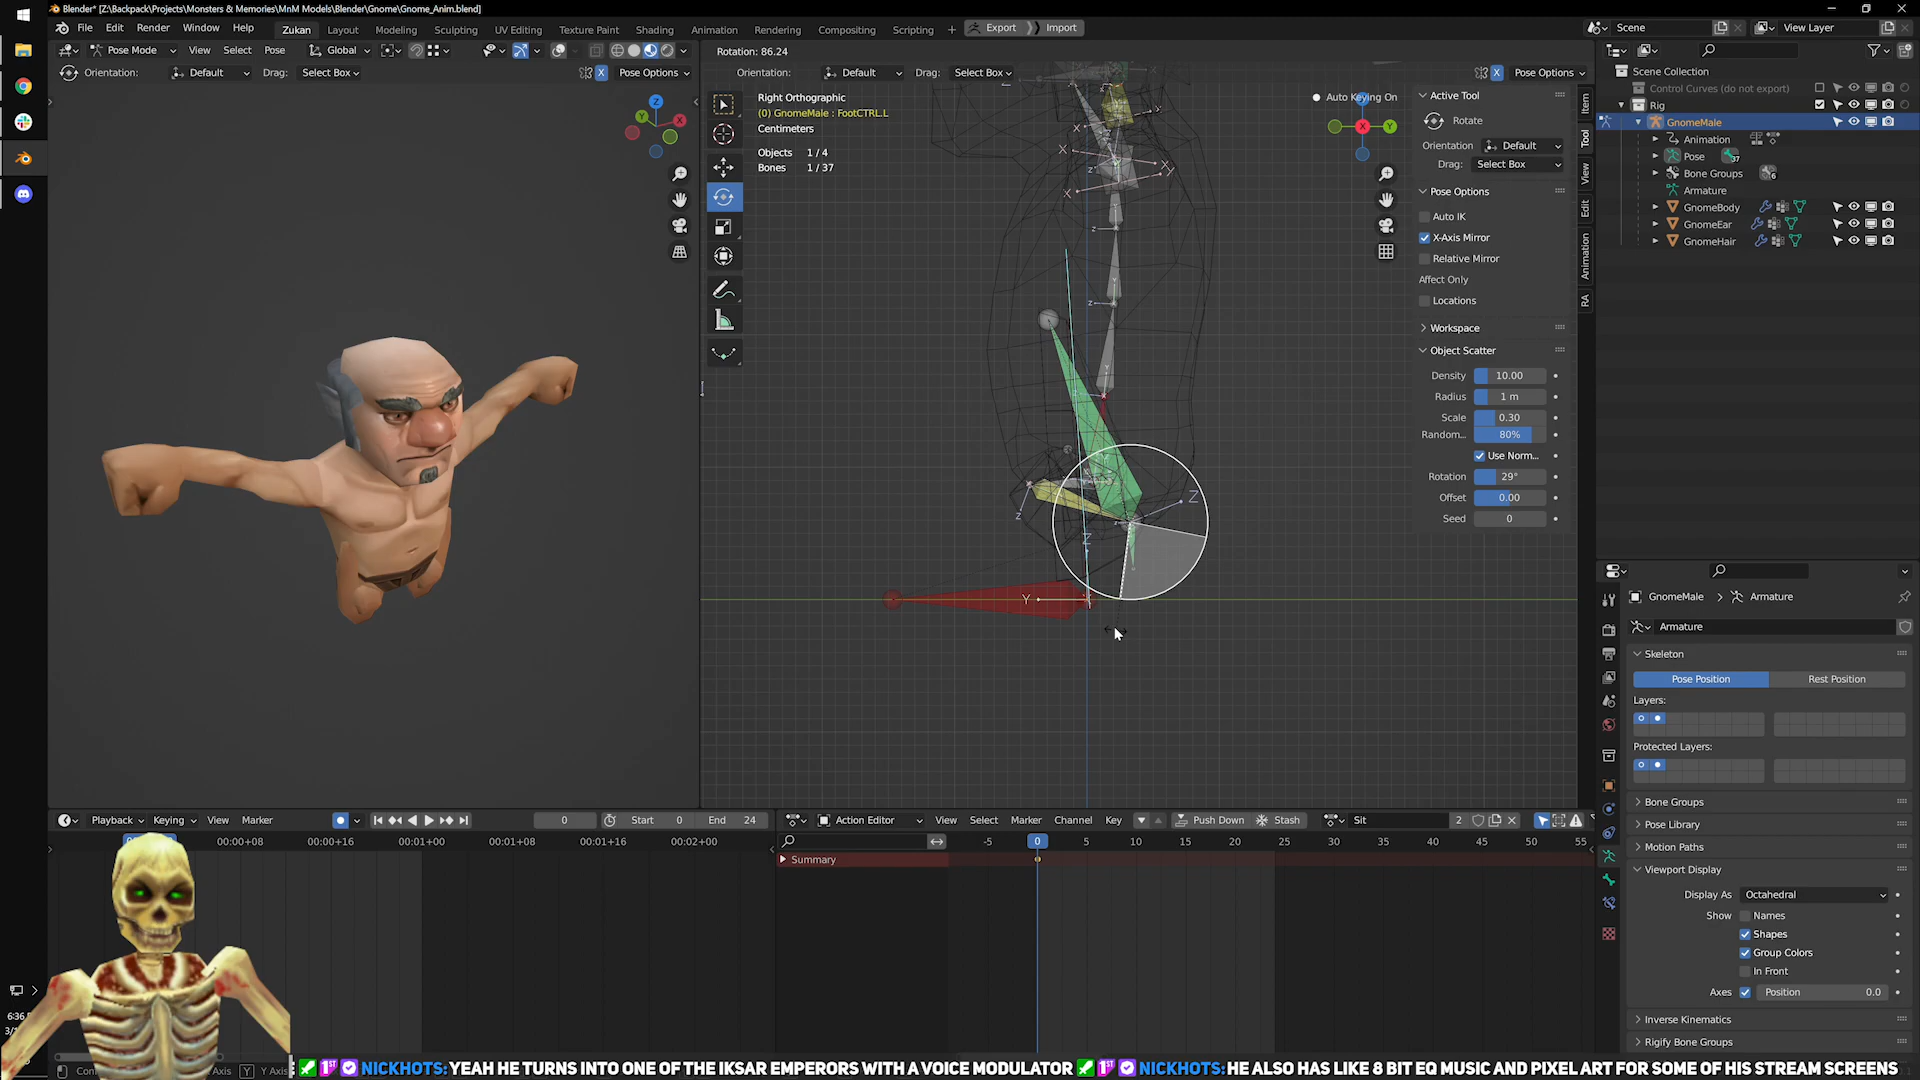 Blender* [Z:\Backpack\Projects\Monsters & Memories\MnM Models\Blender\Gnome\Gnome_Anim.blend]
File Edit Render Window Help Zukan Layout Modeling Sculpting UV Editing Texture Paint Shading Animation Rendering Compositing Scripting + Export Import Scene View Layer
Pose Mode View Select Pose Global Rotation: 86.24
Orientation: Default Drag: Select Box X Pose Options Orientation: Default Drag: Select Box X Pose Options
Right Orthographic
(0) GnomeMale : FootCTRL.L
Centimeters
Objects 1 / 4
Bones 1 / 37
Auto Keying On
Active Tool
Rotate
Orientation Default
Drag: Select Box
Pose Options
Auto IK
X-Axis Mirror
Relative Mirror
Affect Only
Locations
Workspace
Object Scatter
Density 10.00
Radius 1 m
Scale 0.30
Random... 80%
Use Norm...
Rotation 29°
Offset 0.00
Seed 0
Item
Tool
View
Edit
Animation
RA
Scene Collection
Control Curves (do not export)
Rig
GnomeMale
Animation
Pose 37
Bone Groups 6
Armature
GnomeBody
GnomeEar
GnomeHair
GnomeMale > Armature
Armature
Skeleton
Pose Position Rest Position
Layers:
Protected Layers:
Bone Groups
Pose Library
Motion Paths
Viewport Display
Display As Octahedral
Show Names
Shapes
Group Colors
In Front
Axes Position 0.0
Inverse Kinematics
Rigify Bone Groups
Playback Keying View Marker 0 Start 0 End 24
00:00+08 00:00+16 00:01+00 00:01+08 00:01+16 00:02+00
Action Editor View Select Marker Channel Key Push Down Stash Sit 2
-5 0 5 10 15 20 25 30 35 40 45 50 55
Summary
NICKHOTS: YEAH HE TURNS INTO ONE OF THE IKSAR EMPERORS WITH A VOICE MODULATOR 1ST NICKHOTS: HE ALSO HAS LIKE 8 BIT EQ MUSIC AND PIXEL ART FOR SOME OF HIS STREAM SCREENS